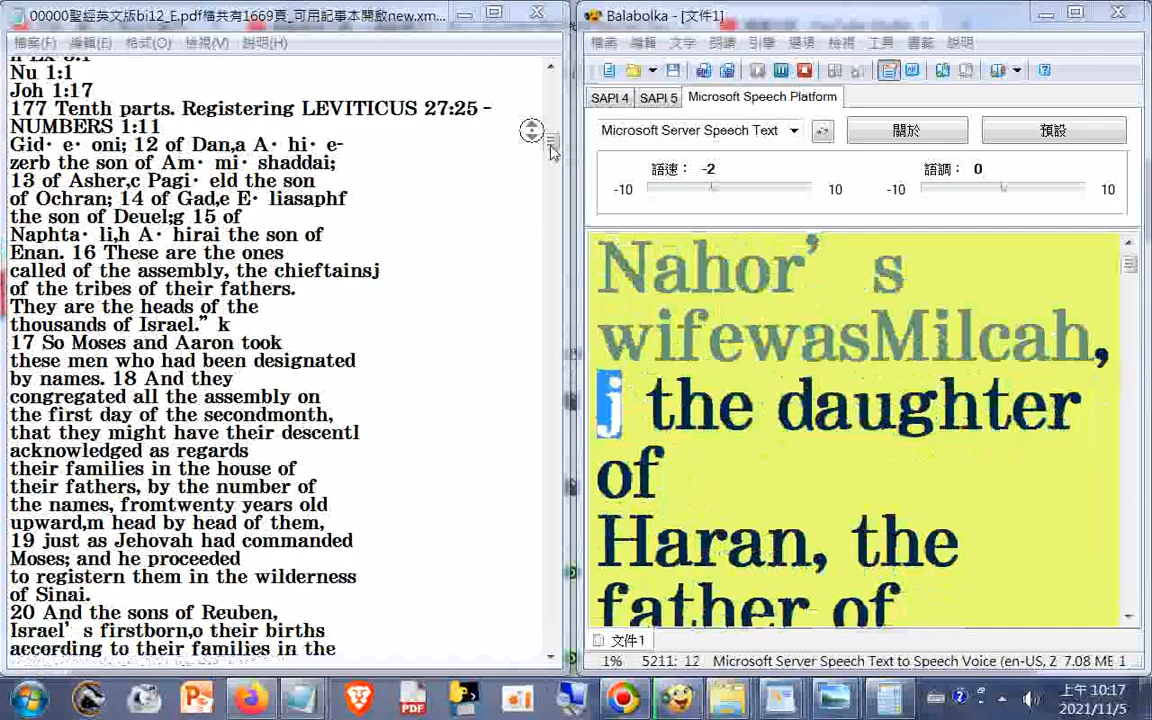 00000聖經英文版bi12_E.pdf檔共有1669頁_可用記事本開啟new.xm...
檔案(F) 編輯(E) 格式(O) 檢視(V) 說明(H)
Nu 1:1
Joh 1:17
177 Tenth parts. Registering LEVITICUS 27:25 -
NUMBERS 1:11
Gid· e· oni; 12 of Dan,a A· hi· e-
zerb the son of Am· mi· shaddai;
13 of Asher,c Pagi· eld the son
of Ochran; 14 of Gad,e E· liasaphf
the son of Deuel;g 15 of
Naphta· li,h A· hirai the son of
Enan. 16 These are the ones
called of the assembly, the chieftainsj
of the tribes of their fathers.
They are the heads of the
thousands of Israel.” k
17 So Moses and Aaron took
these men who had been designated
by names. 18 And they
congregated all the assembly on
the first day of the secondmonth,
that they might have their descentl
acknowledged as regards
their families in the house of
their fathers, by the number of
the names, fromtwenty years old
upward,m head by head of them,
19 just as Jehovah had commanded
Moses; and he proceeded
to registern them in the wilderness
of Sinai.
20 And the sons of Reuben,
Israel’ s firstborn,o their births
according to their families in the
Balabolka - [文件1]
檔案 編輯 文字 朗讀 引擎 選項 檢視 工具 書籤 說明
SAPI 4 SAPI 5 Microsoft Speech Platform
Microsoft Server Speech Text 關於 預設
語速: -2 語調: 0
-10 10 -10 10
Nahor’ s
wifewasMilcah,
j the daughter
of
Haran, the
father of
文件1
1% 5211: 12 Microsoft Server Speech Text to Speech Voice (en-US, Z 7.08 ME 1
PDF
上午 10:17
2021/11/5